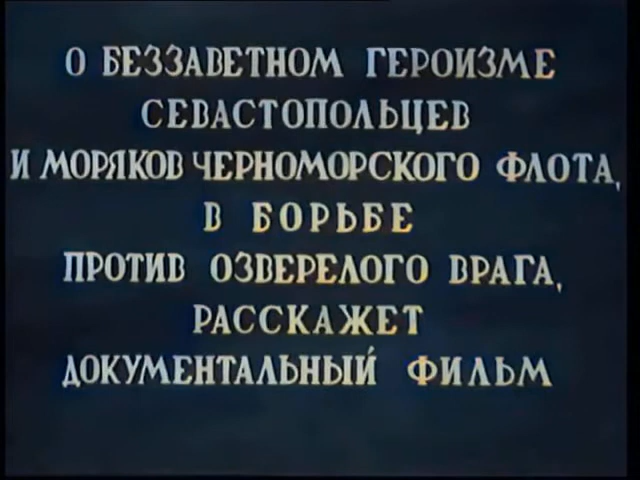 О БЕЗЗАВЕТНОМ ГЕРОИЗМЕ
СЕВАСТОПОЛЬЦЕВ
И МОРЯКОВ ЧЕРНОМОРСКОГО ФЛОТА,
В БОРЬБЕ
ПРОТИВ ОЗВЕРЕЛОГО ВРАГА,
РАССКАЖЕТ
ДОКУМЕНТАЛЬНЫЙ ФИЛЬМ